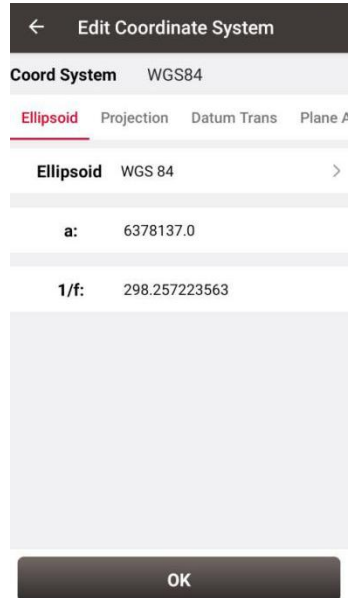 Edit Coordinate System
Coord System WGS84
Ellipsoid Projection Datum Trans Plane A
Ellipsoid WGS 84
a: 6378137.0
1/f: 298.257223563
OK